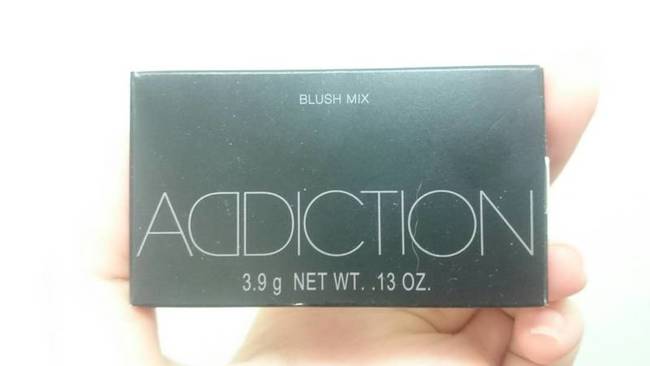 BLUSH MIX
ADDICTION
3.9 g NET WT. .13 OZ.